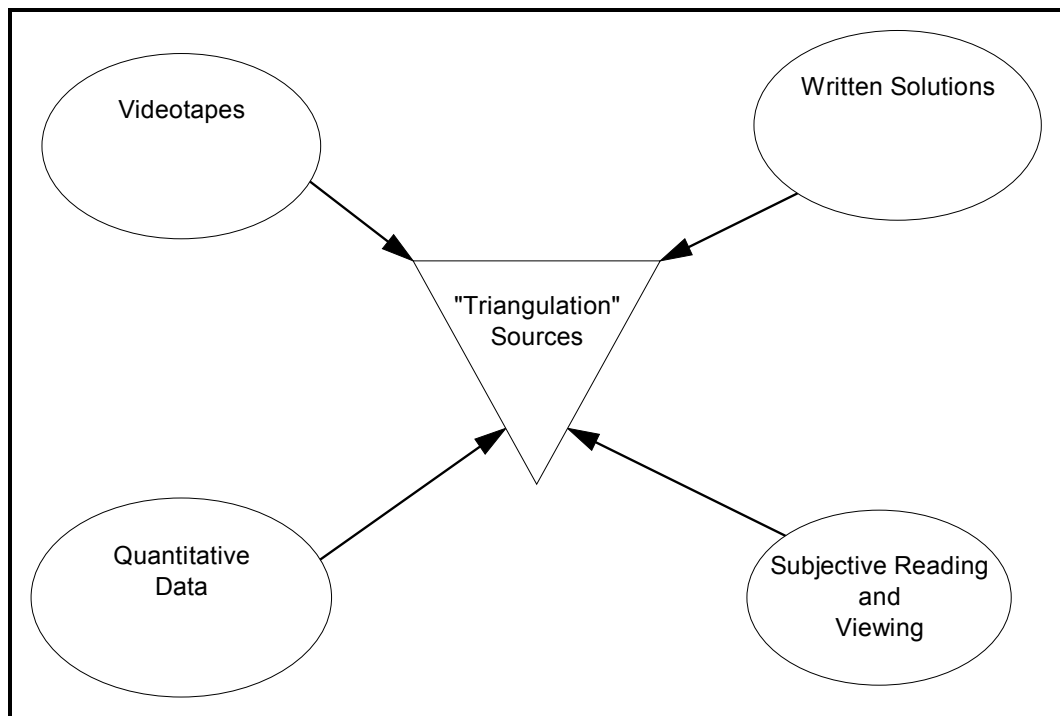 Videotapes
Written Solutions
"Triangulation"
Sources
Quantitative
Data
Subjective Reading
and
Viewing